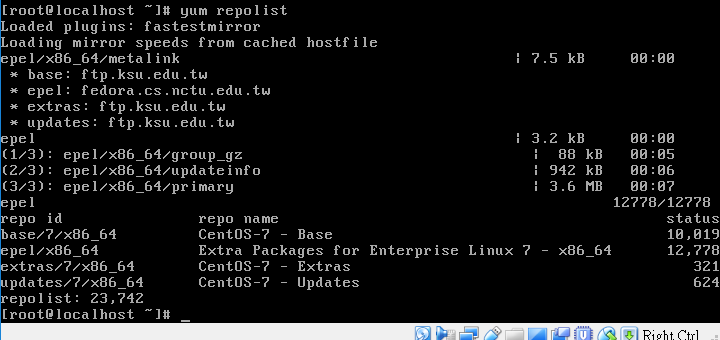 [root@localhost ~]# yum repolist
Loaded plugins: fastestmirror
Loading mirror speeds from cached hostfile
epel/x86_64/metalink | 7.5 kB 00:00
* base: ftp.ksu.edu.tw
* epel: fedora.cs.nctu.edu.tw
* extras: ftp.ksu.edu.tw
* updates: ftp.ksu.edu.tw
epel | 3.2 kB 00:00
(1/3): epel/x86_64/group_gz | 88 kB 00:05
(2/3): epel/x86_64/updateinfo | 942 kB 00:06
(3/3): epel/x86_64/primary | 3.6 MB 00:07
epel 12778/12778
repo id repo name status
base/7/x86_64 CentOS-7 - Base 10,019
epel/x86_64 Extra Packages for Enterprise Linux 7 - x86_64 12,778
extras/7/x86_64 CentOS-7 - Extras 321
updates/7/x86_64 CentOS-7 - Updates 624
repolist: 23,742
[root@localhost ~]# _
Right Ctrl